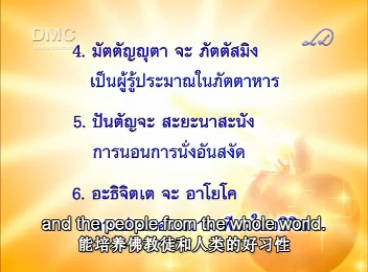 DMC
4. มัตตัญญุตา จะ ภัตตัสมิง
เป็นผู้รู้ประมาณในภัตตาหาร
5. ปันตัญจะ สะยะนาสะนัง
การนอนการนั่งอันสงัด
6. อะธิจิตเต จะ อาโยโค
and the people from the whole world.
能培养佛教徒和人类的好习性